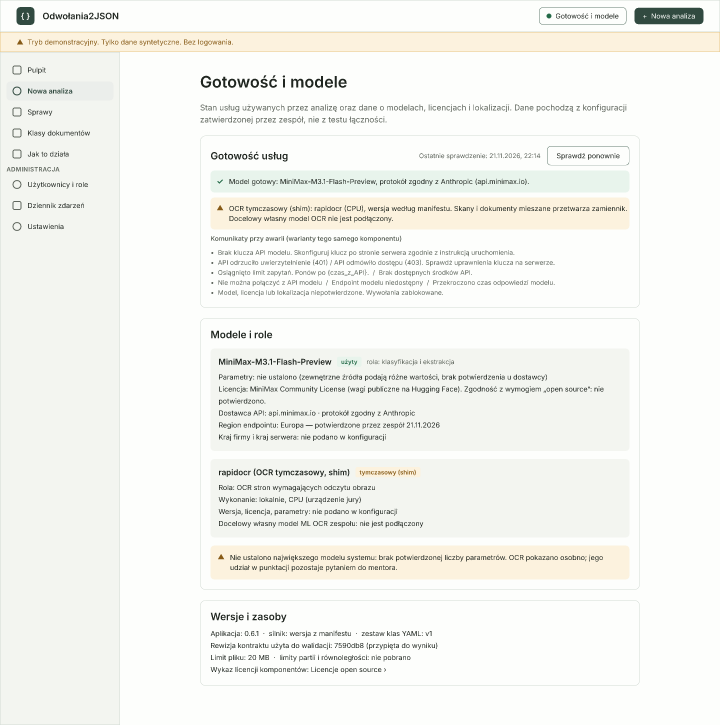 { } Odwołania2JSON
Gotowość i modele
+ Nowa analiza
Tryb demonstracyjny. Tylko dane syntetyczne. Bez logowania.
Pulpit
Nowa analiza
Sprawy
Klasy dokumentów
Jak to działa
ADMINISTRACJA
Użytkownicy i role
Dziennik zdarzeń
Ustawienia
Gotowość i modele
Stan usług używanych przez analizę oraz dane o modelach, licencjach i lokalizacji. Dane pochodzą z konfiguracji
zatwierdzonej przez zespół, nie z testu łączności.
Gotowość usług
Ostatnie sprawdzenie: 21.11.2026, 22:14
Sprawdź ponownie
✓ Model gotowy: MiniMax-M3.1-Flash-Preview, protokół zgodny z Anthropic (api.minimax.io).
OCR tymczasowy (shim): rapidocr (CPU), wersja według manifestu. Skany i dokumenty mieszane przetwarza zamiennik.
Docelowy własny model OCR nie jest podłączony.
Komunikaty przy awarii (warianty tego samego komponentu)
• Brak klucza API modelu. Skonfiguruj klucz po stronie serwera zgodnie z instrukcją uruchomienia.
• API odrzuciło uwierzytelnienie (401) / API odmówiło dostępu (403). Sprawdź uprawnienia klucza na serwerze.
• Osiągnięto limit zapytań. Ponów po {czas_z_API}. / Brak dostępnych środków API.
• Nie można połączyć z API modelu / Endpoint modelu niedostępny / Przekroczono czas odpowiedzi modelu.
• Model, licencja lub lokalizacja niepotwierdzone. Wywołania zablokowane.
Modele i role
MiniMax-M3.1-Flash-Preview użyty rola: klasyfikacja i ekstrakcja
Parametry: nie ustalono (zewnętrzne źródła podają różne wartości, brak potwierdzenia u dostawcy)
Licencja: MiniMax Community License (wagi publiczne na Hugging Face). Zgodność z wymogiem „open source”: nie
potwierdzono.
Dostawca API: api.minimax.io · protokół zgodny z Anthropic
Region endpointu: Europa — potwierdzone przez zespół 21.11.2026
Kraj firmy i kraj serwera: nie podano w konfiguracji
rapidocr (OCR tymczasowy, shim) tymczasowy (shim)
Rola: OCR stron wymagających odczytu obrazu
Wykonanie: lokalnie, CPU (urządzenie jury)
Wersja, licencja, parametry: nie podano w konfiguracji
Docelowy własny model ML OCR zespołu: nie jest podłączony
Nie ustalono największego modelu systemu: brak potwierdzonej liczby parametrów. OCR pokazano osobno; jego
udział w punktacji pozostaje pytaniem do mentora.
Wersje i zasoby
Aplikacja: 0.6.1 · silnik: wersja z manifestu · zestaw klas YAML: v1
Rewizja kontraktu użyta do walidacji: 7590db8 (przypięta do wyniku)
Limit pliku: 20 MB · limity partii i równoległości: nie pobrano
Wykaz licencji komponentów: Licencje open source ›